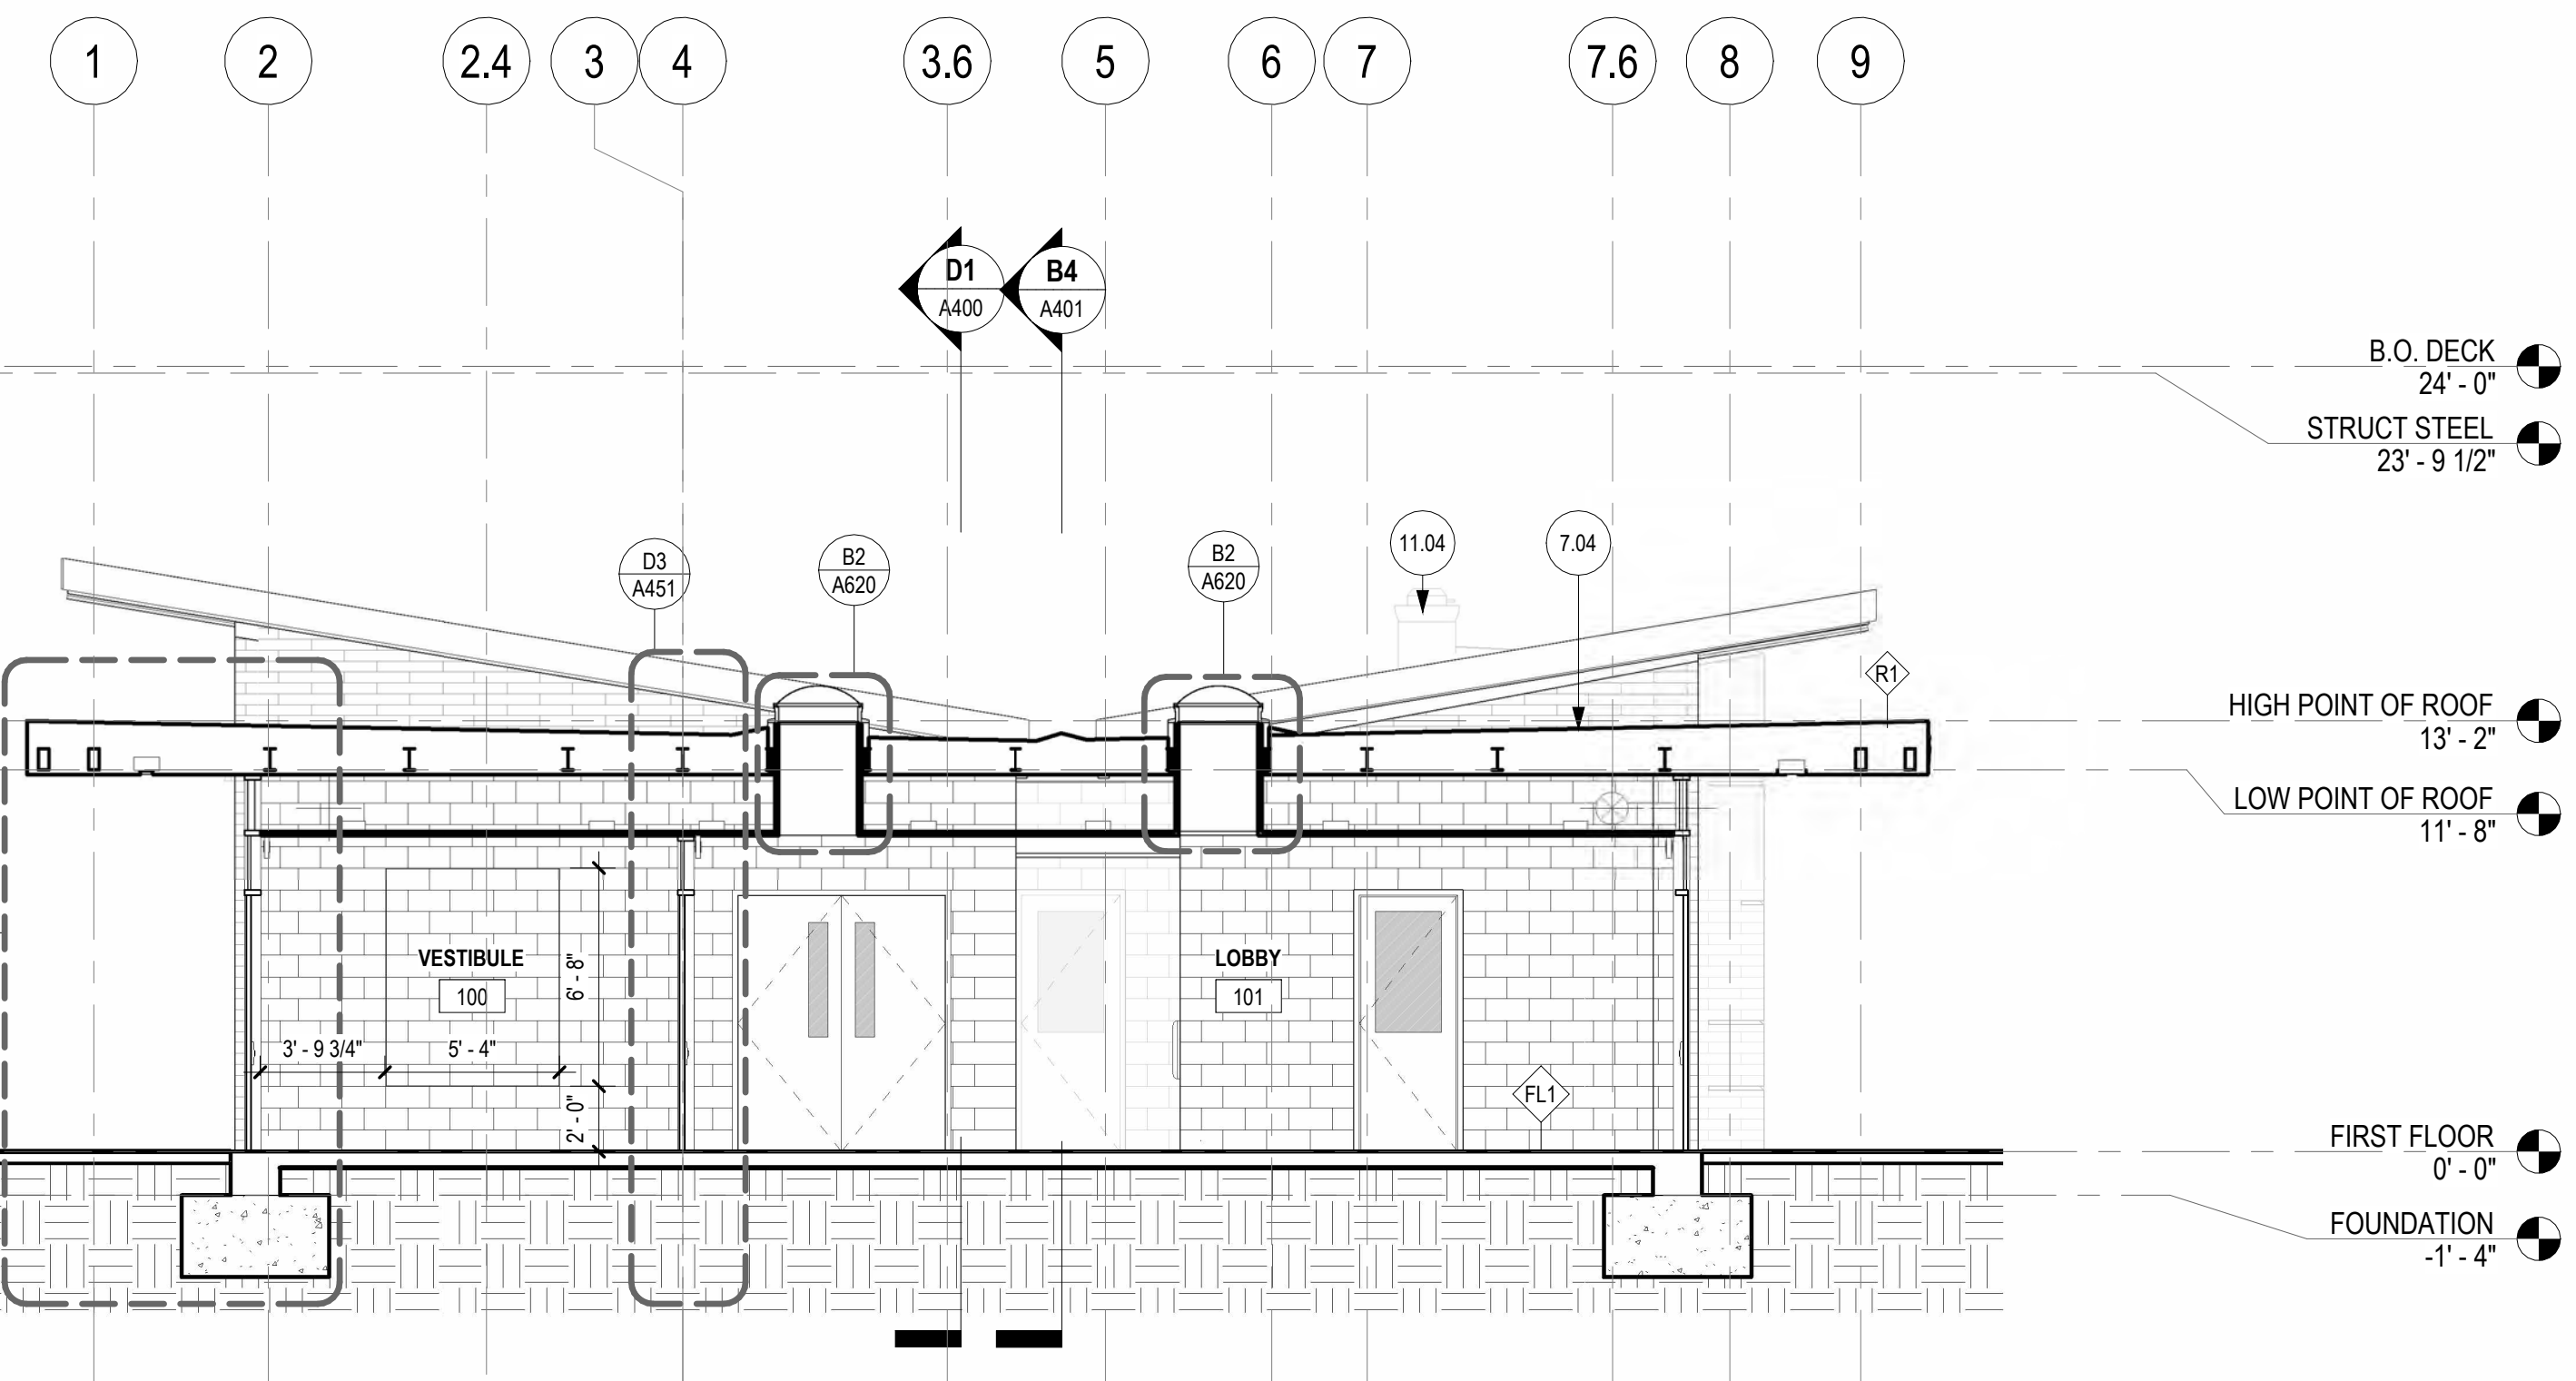 1
2
2.4
3
4
3.6
5
6
7
7.6
8
9
D1
A400
B4
A401
B.O. DECK
24' - 0"
STRUCT STEEL
23' - 9 1/2"
D3
A451
B2
A620
B2
A620
11.04
7.04
R1
HIGH POINT OF ROOF
13' - 2"
LOW POINT OF ROOF
11' - 8"
VESTIBULE
100
6' - 8"
3' - 9 3/4"
5' - 4"
2' - 0"
LOBBY
101
FL1
FIRST FLOOR
0' - 0"
FOUNDATION
-1' - 4"